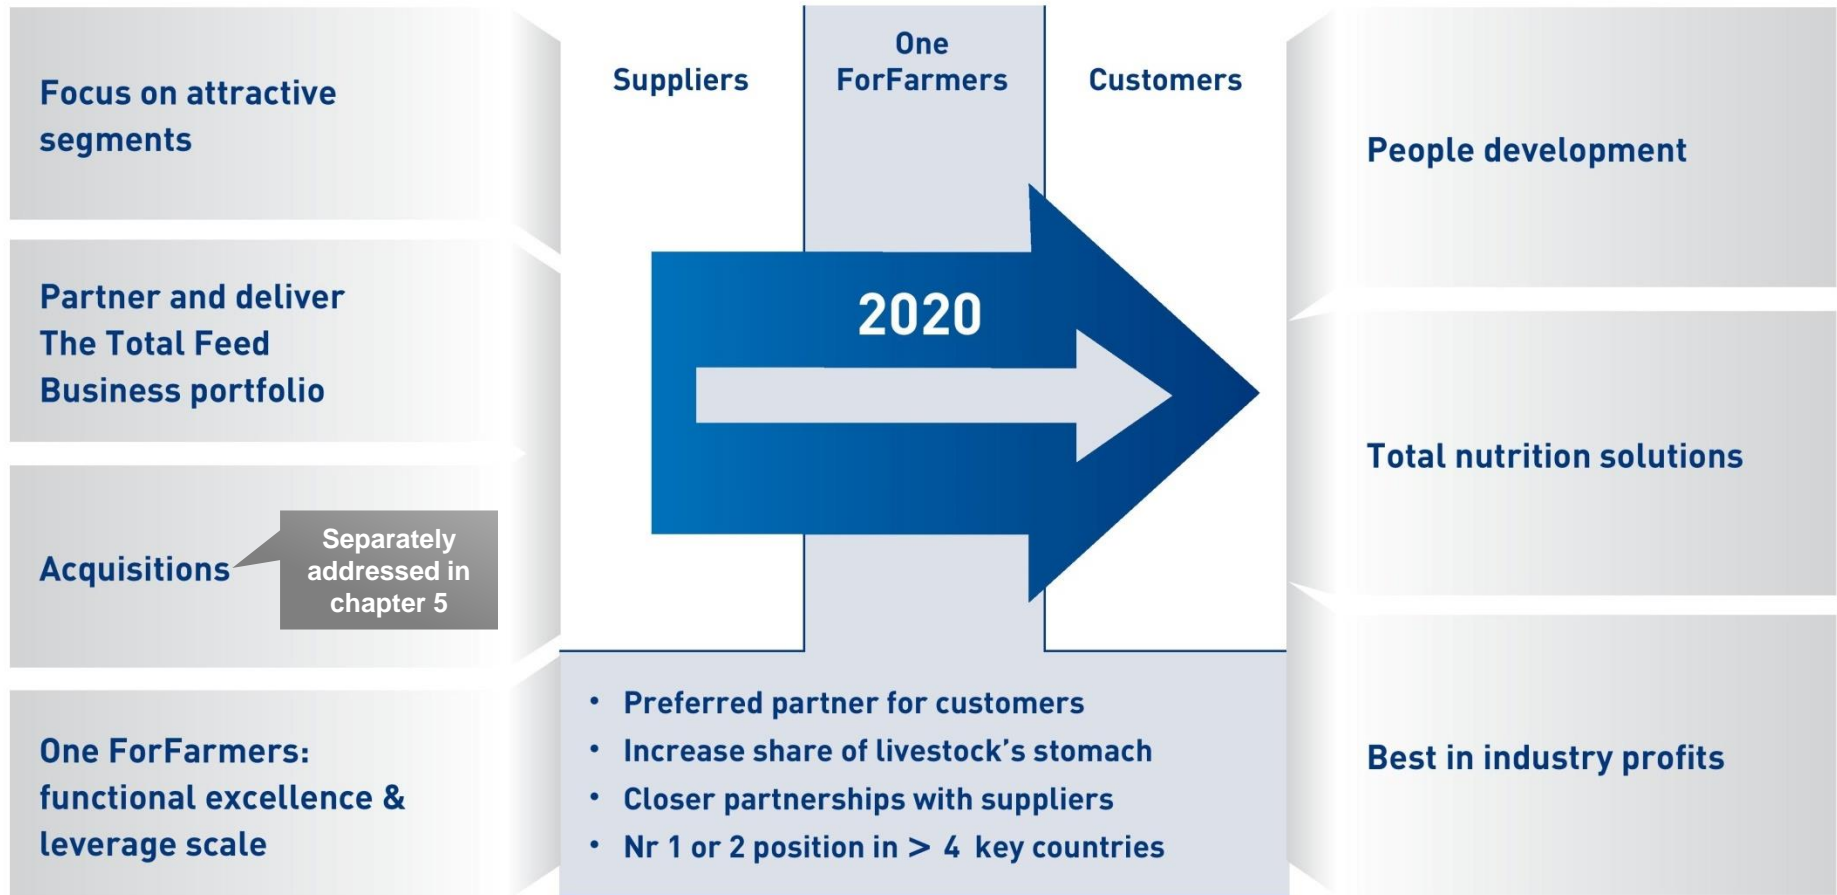 Focus on attractive
segments
Partner and deliver
The Total Feed
Business portfolio
Acquisitions
Separately
addressed in
chapter 5
One ForFarmers:
functional excellence &
leverage scale
Suppliers
One
ForFarmers
Customers
2020
• Preferred partner for customers
• Increase share of livestock’s stomach
• Closer partnerships with suppliers
• Nr 1 or 2 position in > 4 key countries
People development
Total nutrition solutions
Best in industry profits